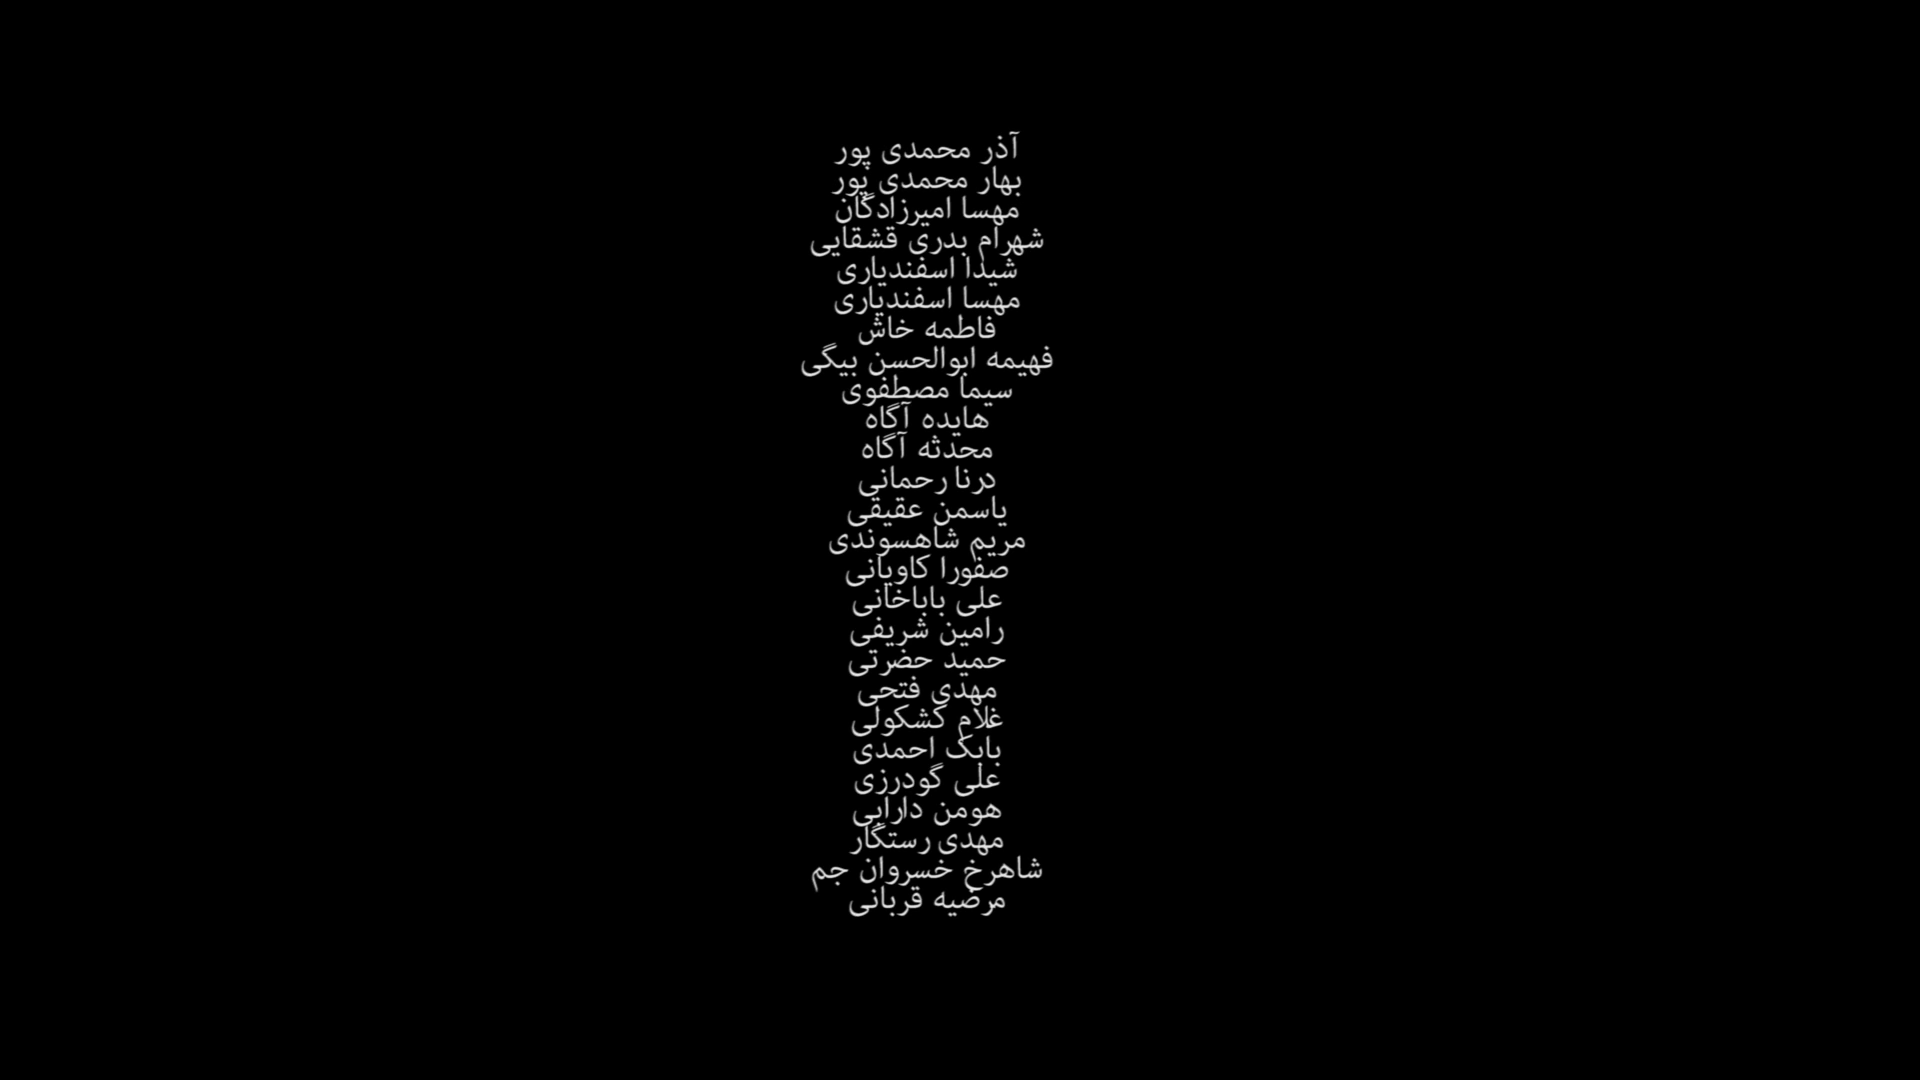 آذر محمدی پور
بهار محمدی پور
مهسا امیرزادگان
شهرام بدری قشقایی
شیدا اسفندیاری
مهسا اسفندیاری
فاطمه خاش
فهیمه ابوالحسن بیگی
سیما مصطفوی
هایده آگاه
محدثه آگاه
درنا رحمانی
یاسمن عقیقی
مریم شاهسوندی
صفورا کاویانی
علی باباخانی
رامین شریفی
حمید حضرتی
مهدی فتحی
غلام کشکولی
بابک احمدی
علی گودرزی
هومن دارابی
مهدی رستگار
شاهرخ خسروان جم
مرضیه قربانی